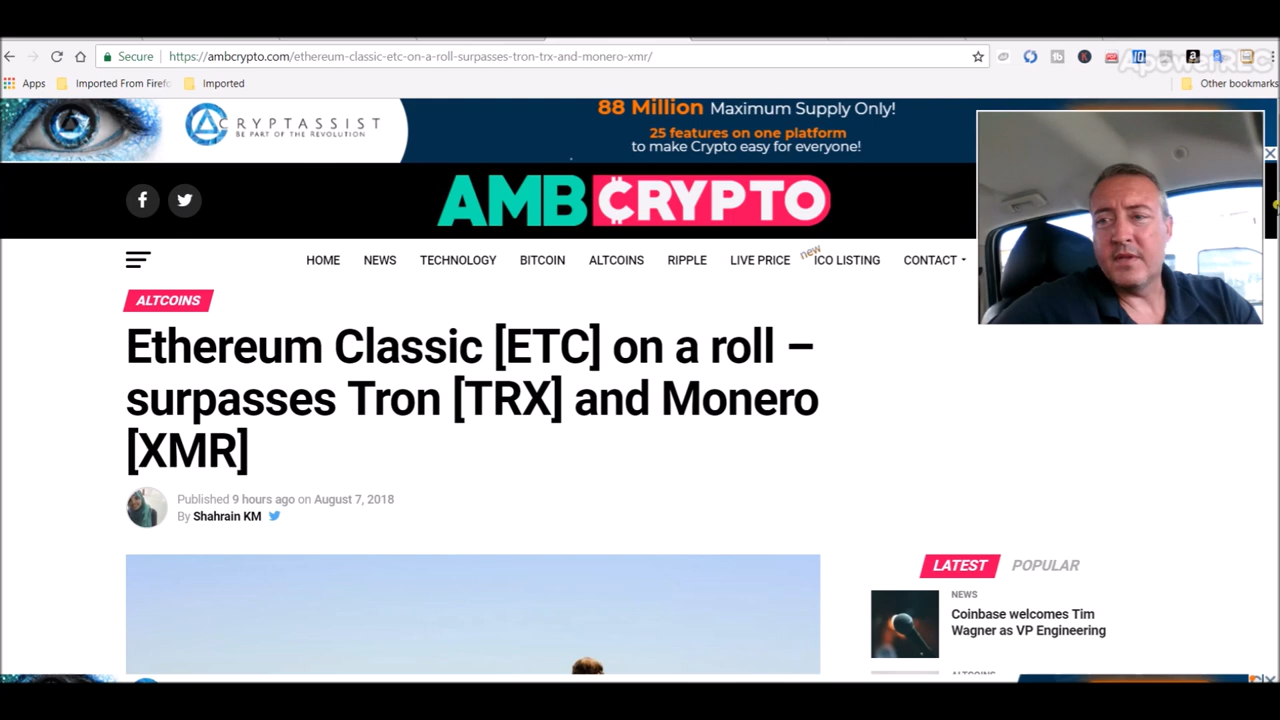 ApowerREC
Secure
https://ambcrypto.com/ethereum-classic-etc-on-a-roll-surpasses-tron-trx-and-monero-xmr/
Apps
Imported From Firefo
Imported
Other bookmarks
CRYPTASSIST
BE PART OF THE REVOLUTION
88 Million Maximum Supply Only!
25 features on one platform
to make Crypto easy for everyone!
AMBCRYPTO
HOME NEWS TECHNOLOGY BITCOIN ALTCOINS RIPPLE LIVE PRICE new ICO LISTING CONTACT
ALTCOINS
Ethereum Classic [ETC] on a roll –
surpasses Tron [TRX] and Monero
[XMR]
Published 9 hours ago on August 7, 2018
By Shahrain KM
LATEST POPULAR
NEWS
Coinbase welcomes Tim
Wagner as VP Engineering